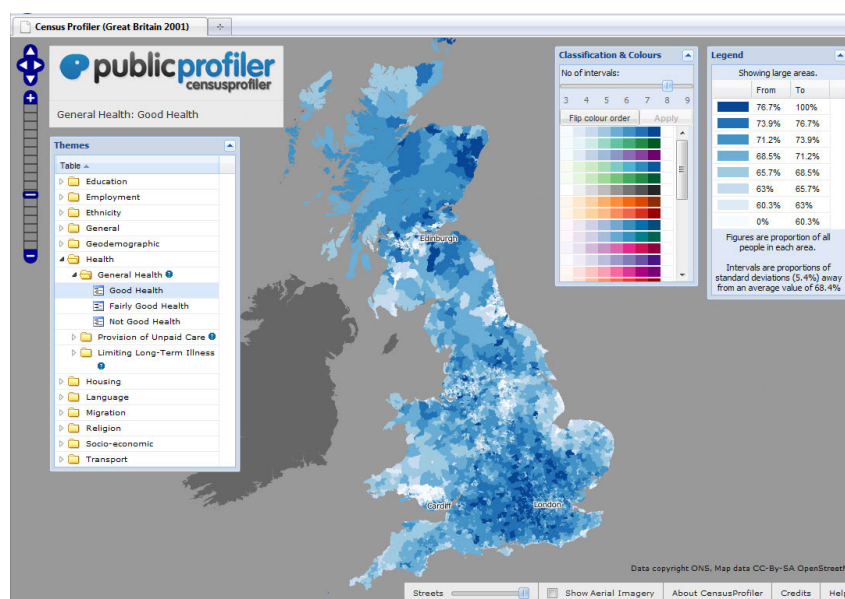 Census Profiler (Great Britain 2001)
publicprofiler
censusprofiler
General Health: Good Health
Themes
Table
Education
Employment
Ethnicity
General
Geodemographic
Health
General Health ?
Good Health
Fairly Good Health
Not Good Health
Provision of Unpaid Care ?
Limiting Long-Term Illness
?
Housing
Language
Migration
Religion
Socio-economic
Transport
Edinburgh
Cardiff
London
Classification & Colours
No of intervals:
3 4 5 6 7 8 9
Flip colour order Apply
Legend
Showing large areas.
From To
76.7% 100%
73.9% 76.7%
71.2% 73.9%
68.5% 71.2%
65.7% 68.5%
63% 65.7%
60.3% 63%
0% 60.3%
Figures are proportion of all
people in each area.
Intervals are proportions of
standard deviations (5.4%) away
from an average value of 68.4%
Data copyright ONS, Map data CC-By-SA OpenStreetM
Streets Show Aerial Imagery About CensusProfiler Credits Help